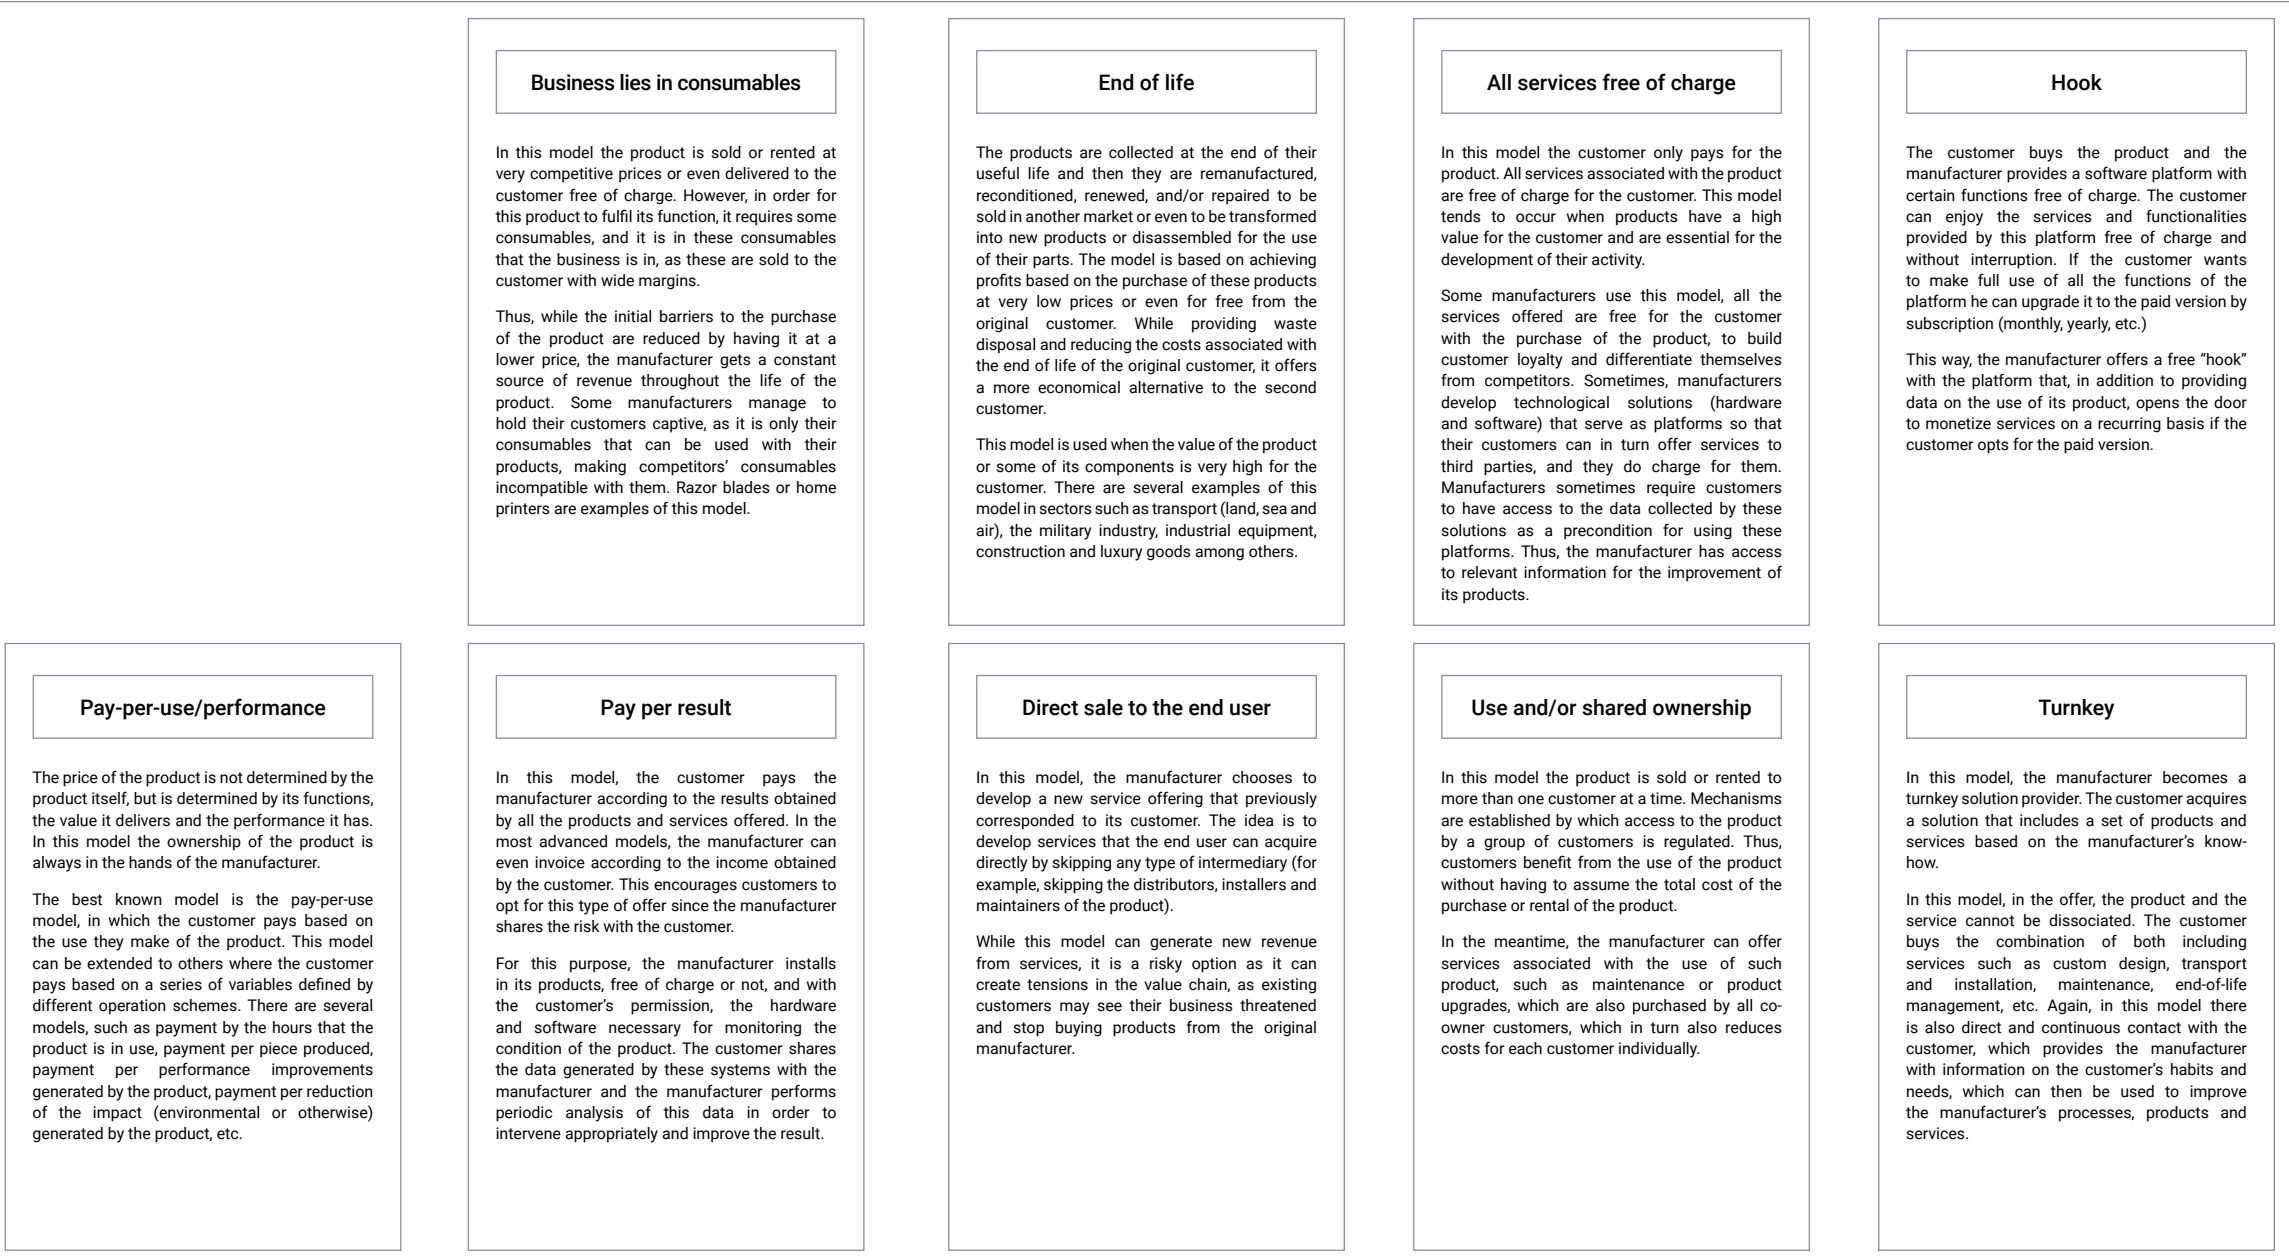 Business lies in consumables
In this model the product is sold or rented at
very competitive prices or even delivered to the
customer free of charge. However, in order for
this product to fulfil its function, it requires some
consumables, and it is in these consumables
that the business is in, as these are sold to the
customer with wide margins.
Thus, while the initial barriers to the purchase
of the product are reduced by having it at a
lower price, the manufacturer gets a constant
source of revenue throughout the life of the
product. Some manufacturers manage to
hold their customers captive, as it is only their
consumables that can be used with their
products, making competitors’ consumables
incompatible with them. Razor blades or home
printers are examples of this model.
End of life
The products are collected at the end of their
useful life and then they are remanufactured,
reconditioned, renewed, and/or repaired to be
sold in another market or even to be transformed
into new products or disassembled for the use
of their parts. The model is based on achieving
profits based on the purchase of these products
at very low prices or even for free from the
original customer. While providing waste
disposal and reducing the costs associated with
the end of life of the original customer, it offers
a more economical alternative to the second
customer.
This model is used when the value of the product
or some of its components is very high for the
customer. There are several examples of this
model in sectors such as transport (land, sea and
air), the military industry, industrial equipment,
construction and luxury goods among others.
All services free of charge
In this model the customer only pays for the
product. All services associated with the product
are free of charge for the customer. This model
tends to occur when products have a high
value for the customer and are essential for the
development of their activity.
Some manufacturers use this model, all the
services offered are free for the customer
with the purchase of the product, to build
customer loyalty and differentiate themselves
from competitors. Sometimes, manufacturers
develop technological solutions (hardware
and software) that serve as platforms so that
their customers can in turn offer services to
third parties, and they do charge for them.
Manufacturers sometimes require customers
to have access to the data collected by these
solutions as a precondition for using these
platforms. Thus, the manufacturer has access
to relevant information for the improvement of
its products.
Hook
The customer buys the product and the
manufacturer provides a software platform with
certain functions free of charge. The customer
can enjoy the services and functionalities
provided by this platform free of charge and
without interruption. If the customer wants
to make full use of all the functions of the
platform he can upgrade it to the paid version by
subscription (monthly, yearly, etc.)
This way, the manufacturer offers a free “hook”
with the platform that, in addition to providing
data on the use of its product, opens the door
to monetize services on a recurring basis if the
customer opts for the paid version.
Pay-per-use/performance
The price of the product is not determined by the
product itself, but is determined by its functions,
the value it delivers and the performance it has.
In this model the ownership of the product is
always in the hands of the manufacturer.
The best known model is the pay-per-use
model, in which the customer pays based on
the use they make of the product. This model
can be extended to others where the customer
pays based on a series of variables defined by
different operation schemes. There are several
models, such as payment by the hours that the
product is in use, payment per piece produced,
payment per performance improvements
generated by the product, payment per reduction
of the impact (environmental or otherwise)
generated by the product, etc.
Pay per result
In this model, the customer pays the
manufacturer according to the results obtained
by all the products and services offered. In the
most advanced models, the manufacturer can
even invoice according to the income obtained
by the customer. This encourages customers to
opt for this type of offer since the manufacturer
shares the risk with the customer.
For this purpose, the manufacturer installs
in its products, free of charge or not, and with
the customer’s permission, the hardware
and software necessary for monitoring the
condition of the product. The customer shares
the data generated by these systems with the
manufacturer and the manufacturer performs
periodic analysis of this data in order to
intervene appropriately and improve the result.
Direct sale to the end user
In this model, the manufacturer chooses to
develop a new service offering that previously
corresponded to its customer. The idea is to
develop services that the end user can acquire
directly by skipping any type of intermediary (for
example, skipping the distributors, installers and
maintainers of the product).
While this model can generate new revenue
from services, it is a risky option as it can
create tensions in the value chain, as existing
customers may see their business threatened
and stop buying products from the original
manufacturer.
Use and/or shared ownership
In this model the product is sold or rented to
more than one customer at a time. Mechanisms
are established by which access to the product
by a group of customers is regulated. Thus,
customers benefit from the use of the product
without having to assume the total cost of the
purchase or rental of the product.
In the meantime, the manufacturer can offer
services associated with the use of such
product, such as maintenance or product
upgrades, which are also purchased by all co-
owner customers, which in turn also reduces
costs for each customer individually.
Turnkey
In this model, the manufacturer becomes a
turnkey solution provider. The customer acquires
a solution that includes a set of products and
services based on the manufacturer’s know-
how.
In this model, in the offer, the product and the
service cannot be dissociated. The customer
buys the combination of both including
services such as custom design, transport
and installation, maintenance, end-of-life
management, etc. Again, in this model there
is also direct and continuous contact with the
customer, which provides the manufacturer
with information on the customer’s habits and
needs, which can then be used to improve
the manufacturer’s processes, products and
services.